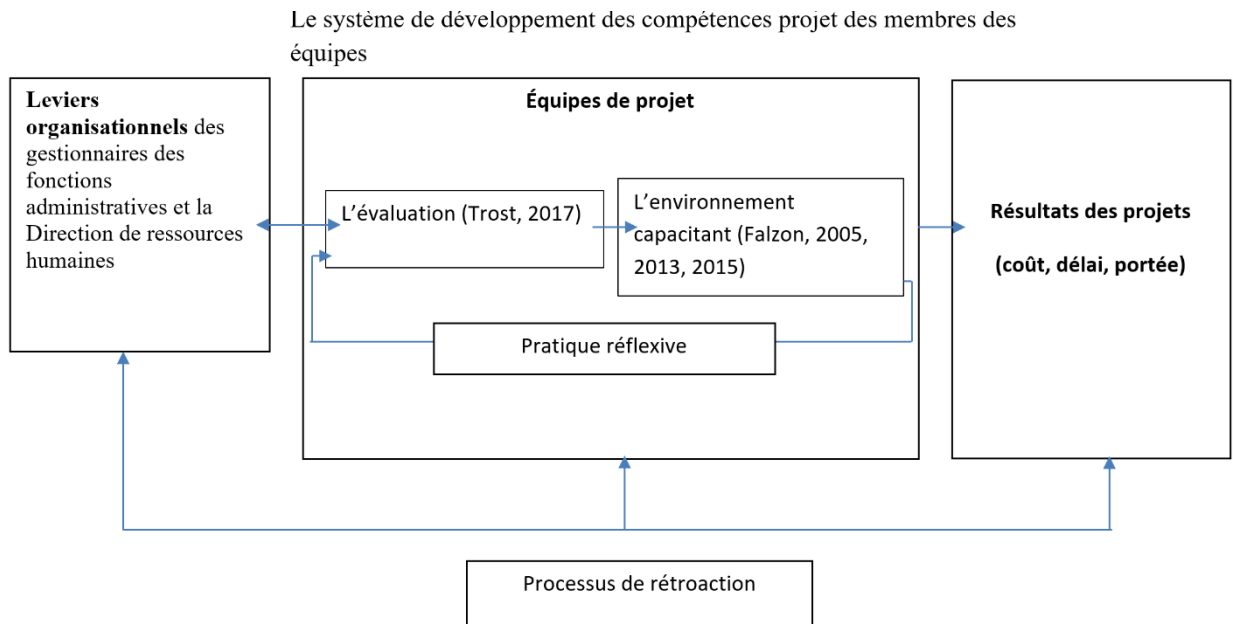 Le système de développement des compétences projet des membres des
équipes
Leviers
organisationnels des
gestionnaires des
fonctions
administratives et la
Direction de ressources
humaines
Équipes de projet
L’évaluation (Trost, 2017)
L’environnement
capacitant (Falzon, 2005,
2013, 2015)
Pratique réflexive
Résultats des projets
(coût, délai, portée)
Processus de rétroaction